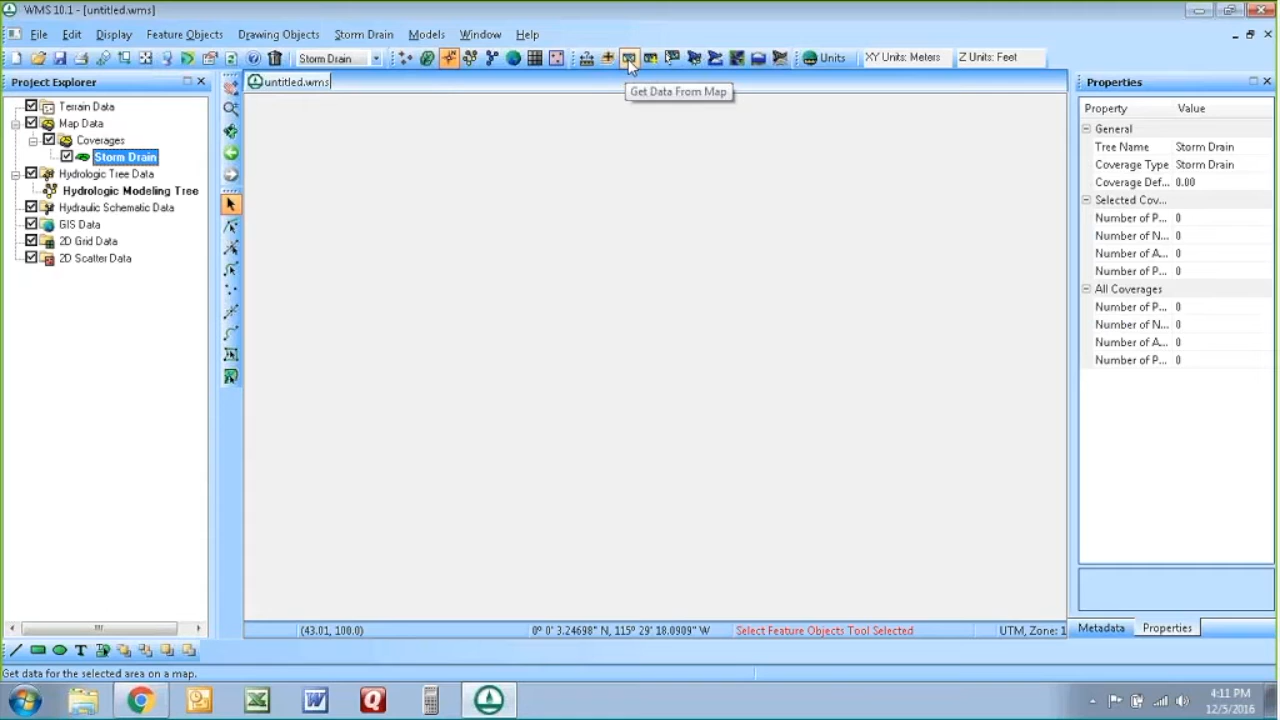 WMS 10.1 - [untitled.wms]
File Edit Display Feature Objects Drawing Objects Storm Drain Models Window Help
Storm Drain Units XY Units: Meters Z Units: Feet
Project Explorer
untitled.wms
Get Data From Map
Properties
Terrain Data
Map Data
Coverages
Storm Drain
Hydrologic Tree Data
Hydrologic Modeling Tree
Hydraulic Schematic Data
GIS Data
2D Grid Data
2D Scatter Data
Property Value
General
Tree Name Storm Drain
Coverage Type Storm Drain
Coverage Def... 0.00
Selected Cov...
Number of P... 0
Number of N... 0
Number of A... 0
Number of P... 0
All Coverages
Number of P... 0
Number of N... 0
Number of A... 0
Number of P... 0
(43.01, 100.0) 0º 0' 3.24698" N, 115º 29' 18.0909" W Select Feature Objects Tool Selected UTM, Zone: 1
Metadata Properties
T
Get data for the selected area on a map.
4:11 PM
12/5/2016